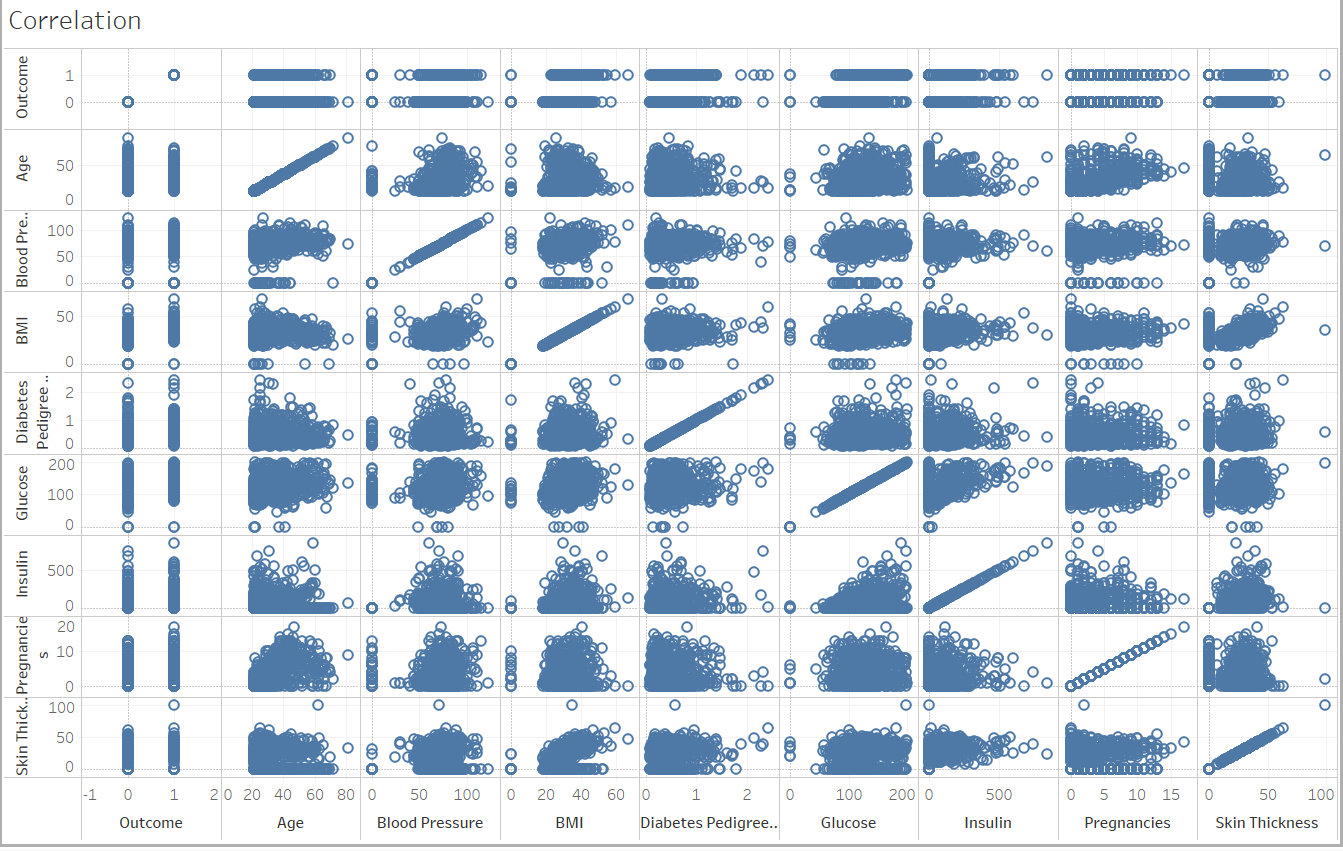 Correlation
Outcome
1
0
Age
50
0
Blood Pre..
100
50
0
BMI
50
0
Diabetes
Pedigree ..
2
1
0
Glucose
200
100
0
Insulin
500
0
Pregnancie
s
20
10
0
Skin Thick..
100
50
0
-1 0 1 2 0 20 40 60 80 0 50 100 0 20 40 60 0 1 2 0 100 200 0 500 0 5 10 15 0 50 100
Outcome Age Blood Pressure BMI Diabetes Pedigree.. Glucose Insulin Pregnancies Skin Thickness